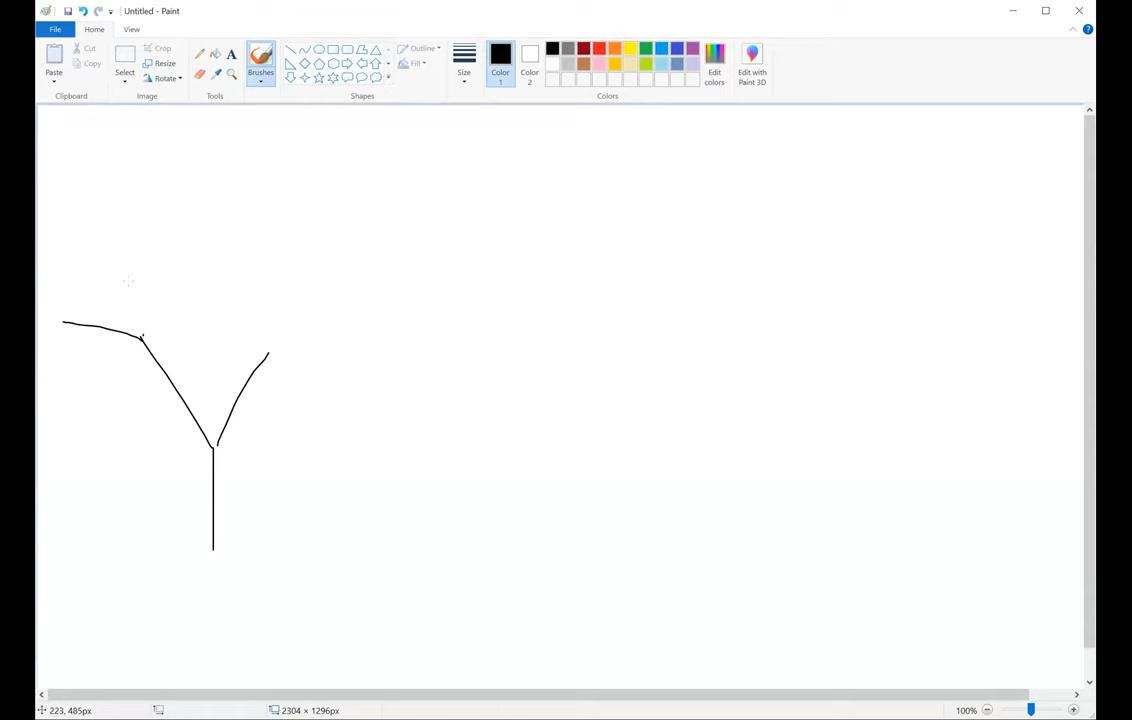 Untitled - Paint
File
Home
View
Paste
Cut
Copy
Clipboard
Select
Crop
Resize
Rotate
Image
A
Tools
Brushes
Outline
Fill
Shapes
Size
Color
1
Color
2
Edit
colors
Edit with
Paint 3D
Colors
223, 485px
2304 × 1296px
100%